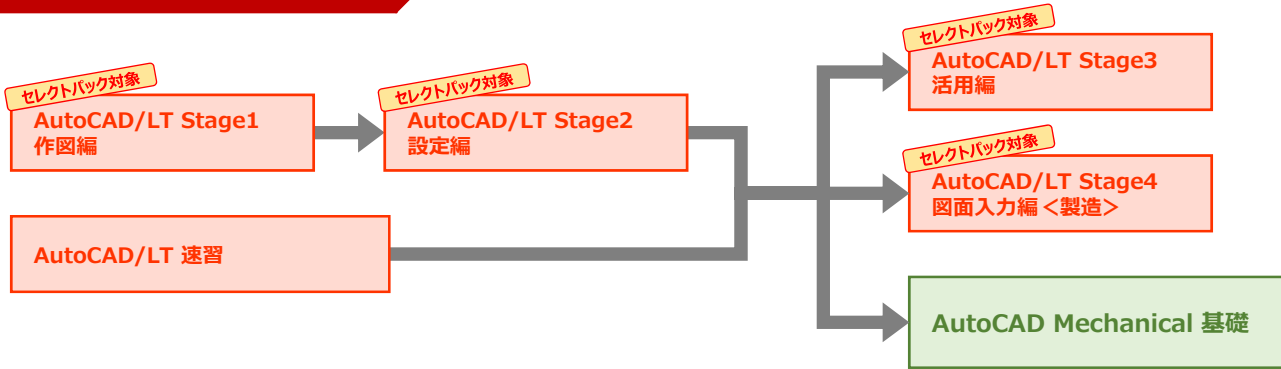 セレクトパック対象
AutoCAD/LT Stage1
作図編
セレクトパック対象
AutoCAD/LT Stage2
設定編
AutoCAD/LT 速習
セレクトパック対象
AutoCAD/LT Stage3
活用編
セレクトパック対象
AutoCAD/LT Stage4
図面入力編＜製造＞
AutoCAD Mechanical 基礎